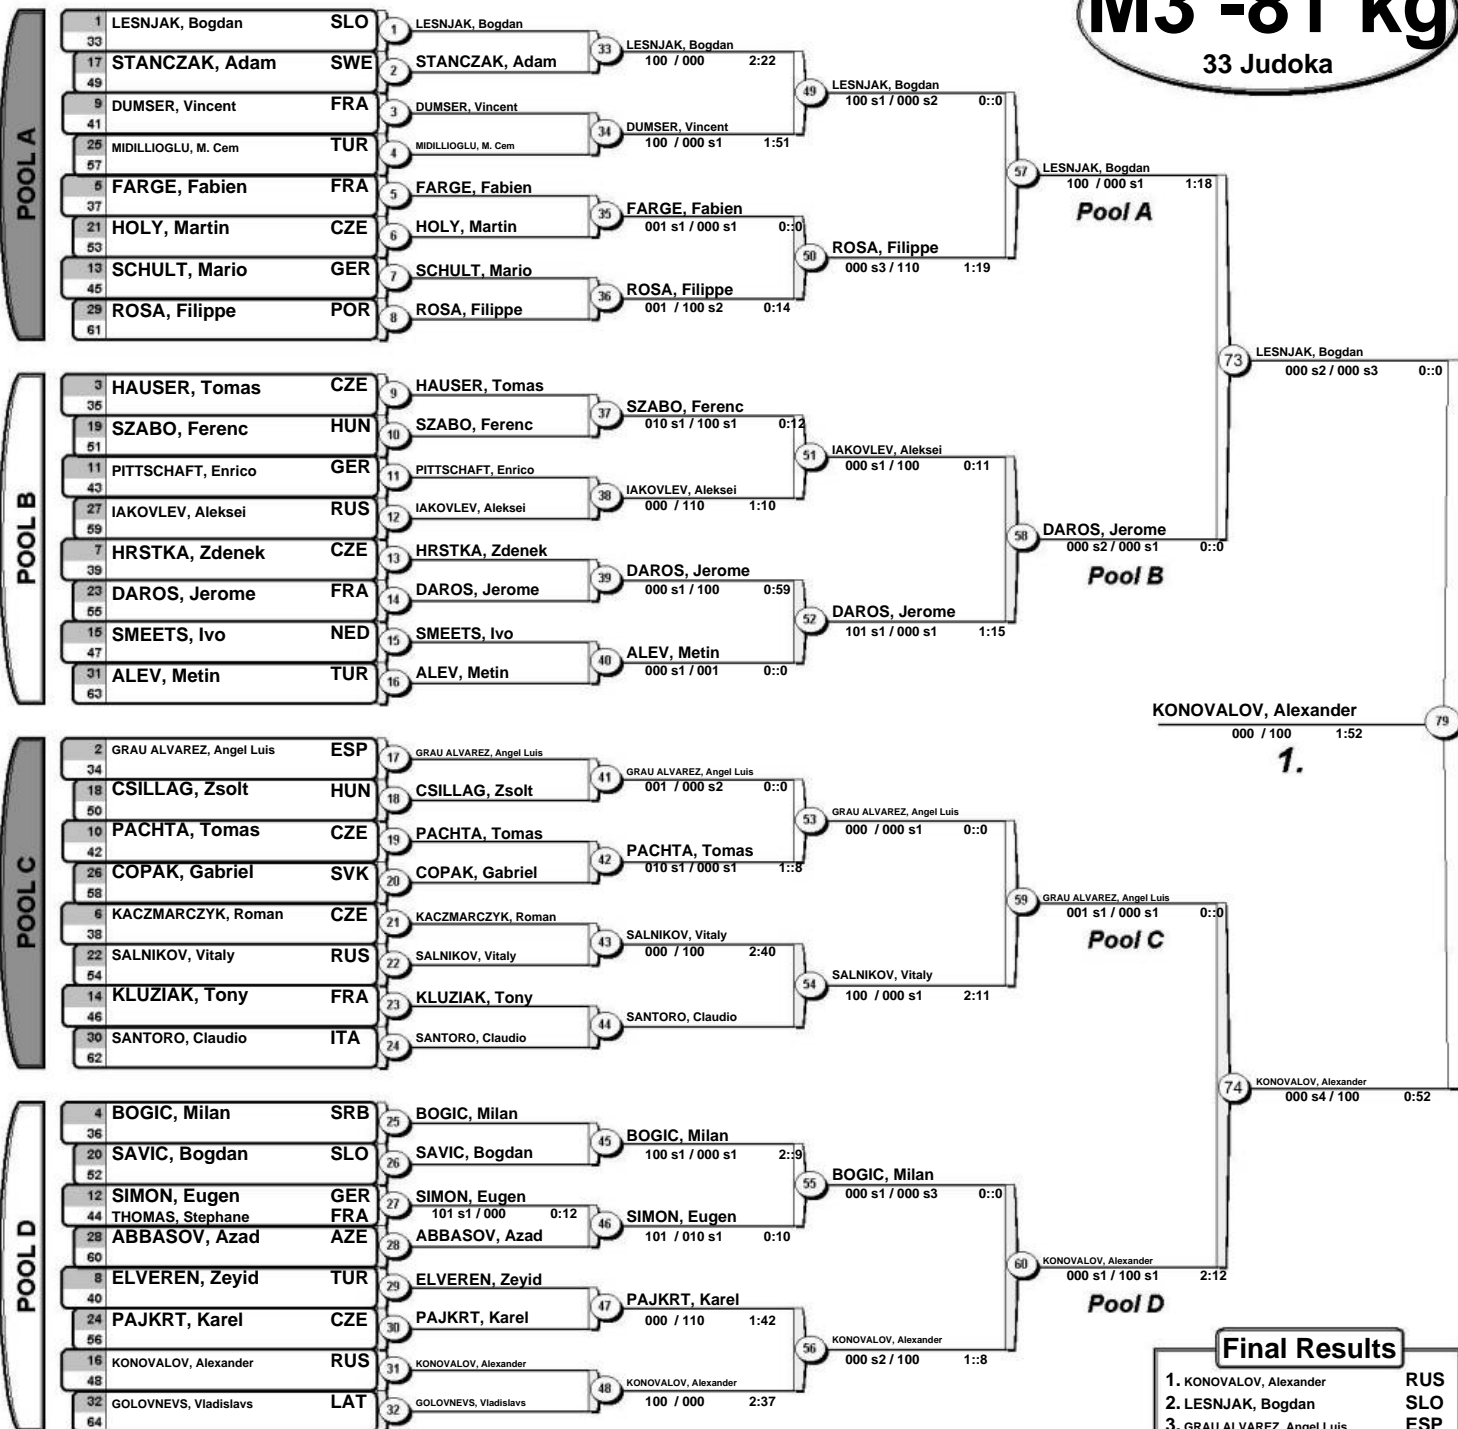 M3 -81 kg
33 Judoka
POOL A
1 LESNJAK, Bogdan SLO
33
17 STANCZAK, Adam SWE
49
9 DUMSER, Vincent FRA
41
25 MIDILLIOGLU, M. Cem TUR
57
5 FARGE, Fabien FRA
37
21 HOLY, Martin CZE
53
13 SCHULT, Mario GER
45
29 ROSA, Filippe POR
61
1 LESNJAK, Bogdan
2 STANCZAK, Adam
3 DUMSER, Vincent
4 MIDILLIOGLU, M. Cem
5 FARGE, Fabien
6 HOLY, Martin
7 SCHULT, Mario
8 ROSA, Filippe
33 LESNJAK, Bogdan
100 / 000 2:22
34 DUMSER, Vincent
100 / 000 s1 1:51
35 FARGE, Fabien
001 s1 / 000 s1 0::0
36 ROSA, Filippe
001 / 100 s2 0:14
49 LESNJAK, Bogdan
100 s1 / 000 s2 0::0
50 ROSA, Filippe
000 s3 / 110 1:19
57 LESNJAK, Bogdan
100 / 000 s1 1:18
Pool A
POOL B
3 HAUSER, Tomas CZE
35
19 SZABO, Ferenc HUN
51
11 PITTSCHAFT, Enrico GER
43
27 IAKOVLEV, Aleksei RUS
59
7 HRSTKA, Zdenek CZE
39
23 DAROS, Jerome FRA
55
15 SMEETS, Ivo NED
47
31 ALEV, Metin TUR
63
9 HAUSER, Tomas
10 SZABO, Ferenc
11 PITTSCHAFT, Enrico
12 IAKOVLEV, Aleksei
13 HRSTKA, Zdenek
14 DAROS, Jerome
15 SMEETS, Ivo
16 ALEV, Metin
37 SZABO, Ferenc
010 s1 / 100 s1 0:12
38 IAKOVLEV, Aleksei
000 / 110 1:10
39 DAROS, Jerome
000 s1 / 100 0:59
40 ALEV, Metin
000 s1 / 001 0::0
51 IAKOVLEV, Aleksei
000 s1 / 100 0:11
52 DAROS, Jerome
101 s1 / 000 s1 1:15
58 DAROS, Jerome
000 s2 / 000 s1 0::0
Pool B
73 LESNJAK, Bogdan
000 s2 / 000 s3 0::0
KONOVALOV, Alexander 79
000 / 100 1:52
1.
POOL C
2 GRAU ALVAREZ, Angel Luis ESP
34
18 CSILLAG, Zsolt HUN
50
10 PACHTA, Tomas CZE
42
26 COPAK, Gabriel SVK
58
6 KACZMARCZYK, Roman CZE
38
22 SALNIKOV, Vitaly RUS
54
14 KLUZIAK, Tony FRA
46
30 SANTORO, Claudio ITA
62
17 GRAU ALVAREZ, Angel Luis
18 CSILLAG, Zsolt
19 PACHTA, Tomas
20 COPAK, Gabriel
21 KACZMARCZYK, Roman
22 SALNIKOV, Vitaly
23 KLUZIAK, Tony
24 SANTORO, Claudio
41 GRAU ALVAREZ, Angel Luis
001 / 000 s2 0::0
42 PACHTA, Tomas
010 s1 / 000 s1 1::8
43 SALNIKOV, Vitaly
000 / 100 2:40
44 SANTORO, Claudio
53 GRAU ALVAREZ, Angel Luis
000 / 000 s1 0::0
54 SALNIKOV, Vitaly
100 / 000 s1 2:11
59 GRAU ALVAREZ, Angel Luis
001 s1 / 000 s1 0::0
Pool C
74 KONOVALOV, Alexander
000 s4 / 100 0:52
POOL D
4 BOGIC, Milan SRB
36
20 SAVIC, Bogdan SLO
52
12 SIMON, Eugen GER
44 THOMAS, Stephane FRA
28 ABBASOV, Azad AZE
60
8 ELVEREN, Zeyid TUR
40
24 PAJKRT, Karel CZE
56
16 KONOVALOV, Alexander RUS
48
32 GOLOVNEVS, Vladislavs LAT
64
25 BOGIC, Milan
26 SAVIC, Bogdan
27 SIMON, Eugen
101 s1 / 000 0:12
28 ABBASOV, Azad
29 ELVEREN, Zeyid
30 PAJKRT, Karel
31 KONOVALOV, Alexander
32 GOLOVNEVS, Vladislavs
45 BOGIC, Milan
100 s1 / 000 s1 2::9
46 SIMON, Eugen
101 / 010 s1 0:10
47 PAJKRT, Karel
000 / 110 1:42
48 KONOVALOV, Alexander
100 / 000 2:37
55 BOGIC, Milan
000 s1 / 000 s3 0::0
56 KONOVALOV, Alexander
000 s2 / 100 1::8
60 KONOVALOV, Alexander
000 s1 / 100 s1 2:12
Pool D
Final Results
1. KONOVALOV, Alexander RUS
2. LESNJAK, Bogdan SLO
3. GRAU ALVAREZ, Angel Luis ESP